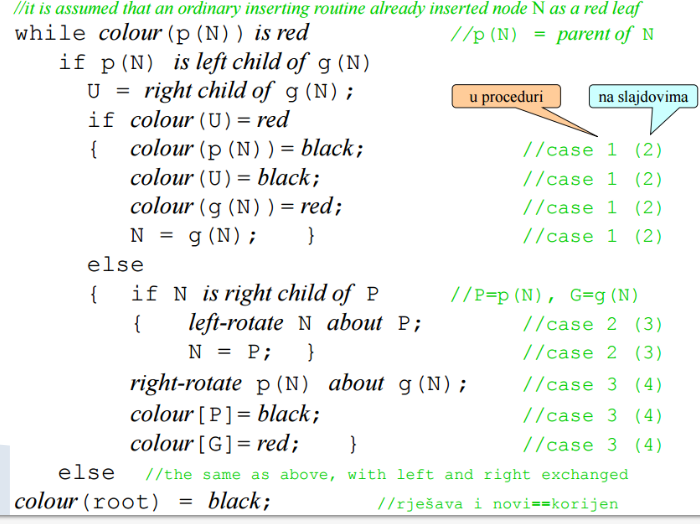 //it is assumed that an ordinary inserting routine already inserted node N as a red leaf
while colour(p(N)) is red //p(N) = parent of N
if p(N) is left child of g(N)
U = right child of g(N);
u proceduri na slajdovima
if colour(U)=red
{ colour(p(N))=black; //case 1 (2)
colour(U)=black; //case 1 (2)
colour(g(N))=red; //case 1 (2)
N = g(N); } //case 1 (2)
else
{ if N is right child of P //P=p(N), G=g(N)
{ left-rotate N about P; //case 2 (3)
N = P; } //case 2 (3)
right-rotate p(N) about g(N); //case 3 (4)
colour[P]=black; //case 3 (4)
colour[G]=red; } //case 3 (4)
else //the same as above, with left and right exchanged
colour(root) = black; //rješava i novi==korijen